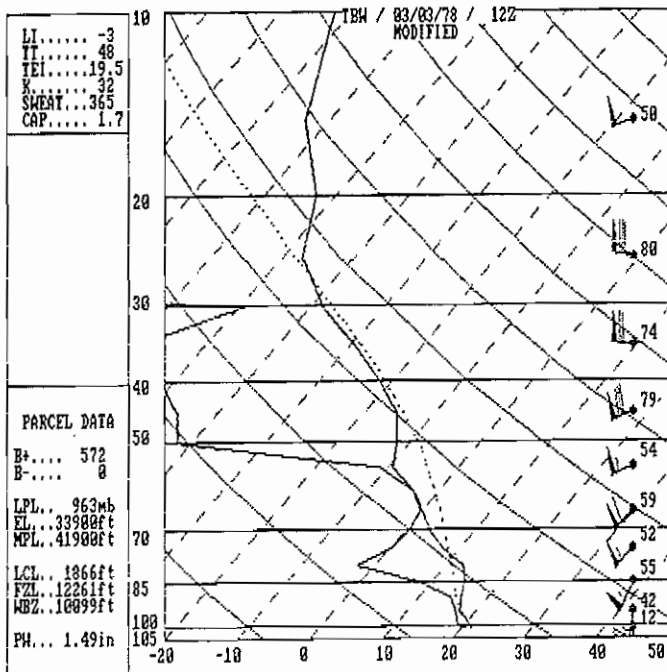 TBW / 03/03/78 / 12Z
MODIFIED
LI...... -3
TT...... 48
TEI.....19.5
K....... 32
SWEAT...365
CAP..... 1.7
PARCEL DATA
B+.... 572
B-.... 0
LPL.. 963mb
EL...33900ft
MPL..41900ft
LCL.. 1866ft
FZL..12261ft
WBZ..10099ft
PW... 1.49in
10
20
30
40
50
70
85
100
105
-20
-10
0
10
20
30
40
50
50
80
74
79
54
59
52
55
42
12